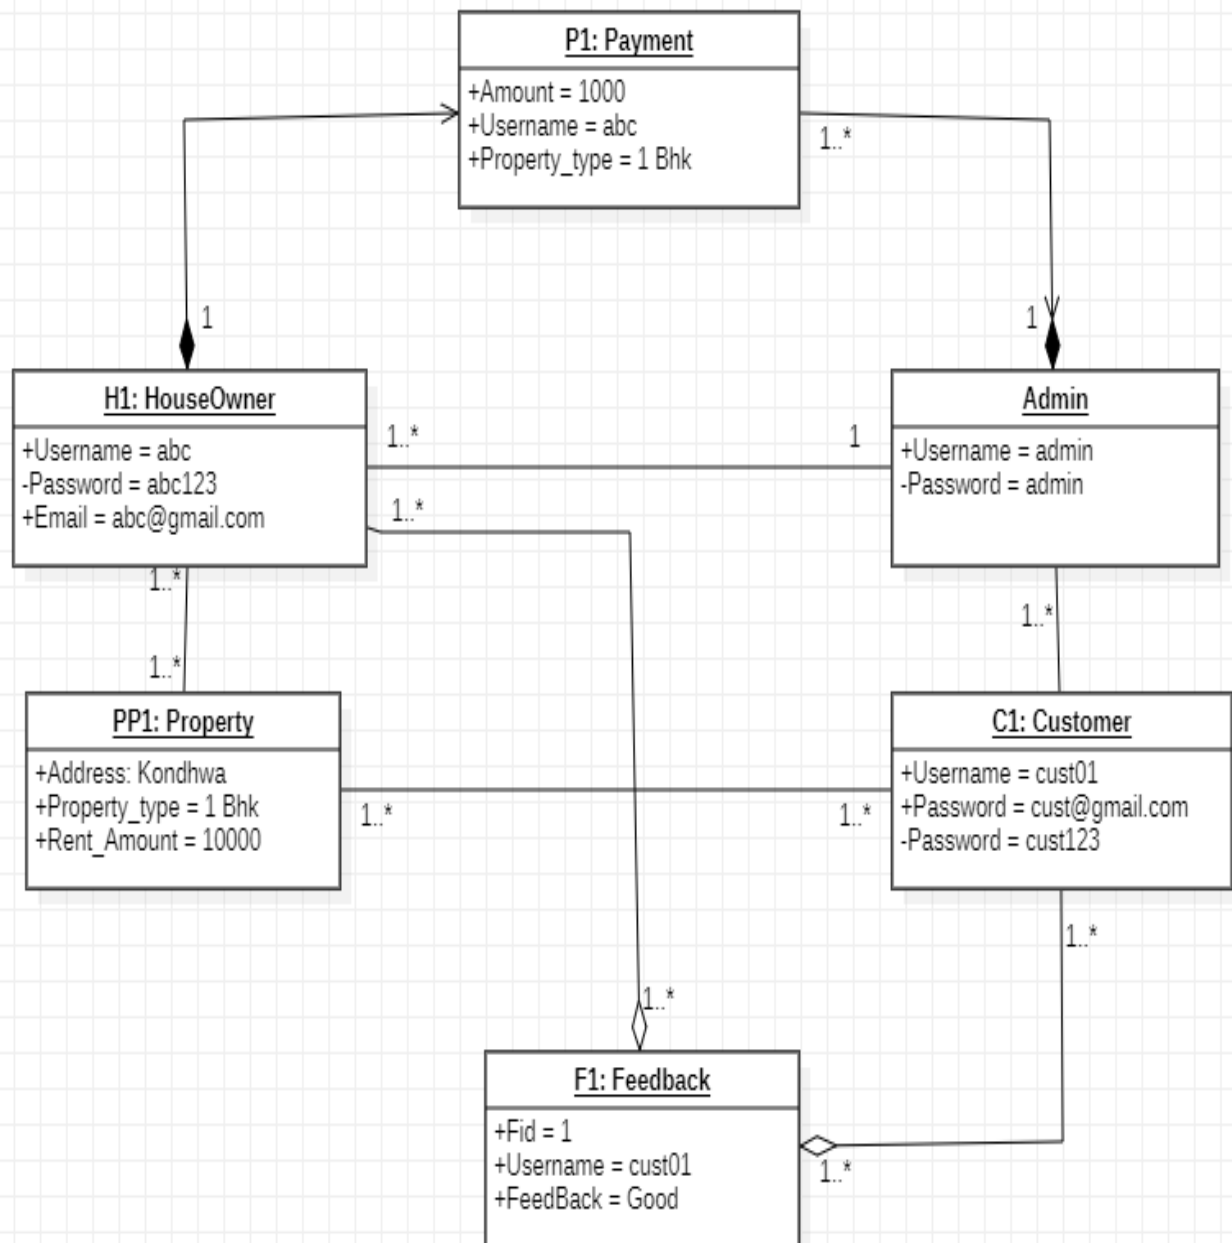 P1: Payment
+Amount = 1000
+Username = abc
+Property_type = 1 Bhk
1..*
1
1
H1: HouseOwner
+Username = abc
-Password = abc123
+Email = abc@gmail.com
1..*
1
1..*
Admin
+Username = admin
-Password = admin
1..*
1..*
1..*
PP1: Property
+Address: Kondhwa
+Property_type = 1 Bhk
+Rent_Amount = 10000
1..*
1..*
C1: Customer
+Username = cust01
+Password = cust@gmail.com
-Password = cust123
1..*
1..*
F1: Feedback
+Fid = 1
+Username = cust01
+FeedBack = Good
1..*